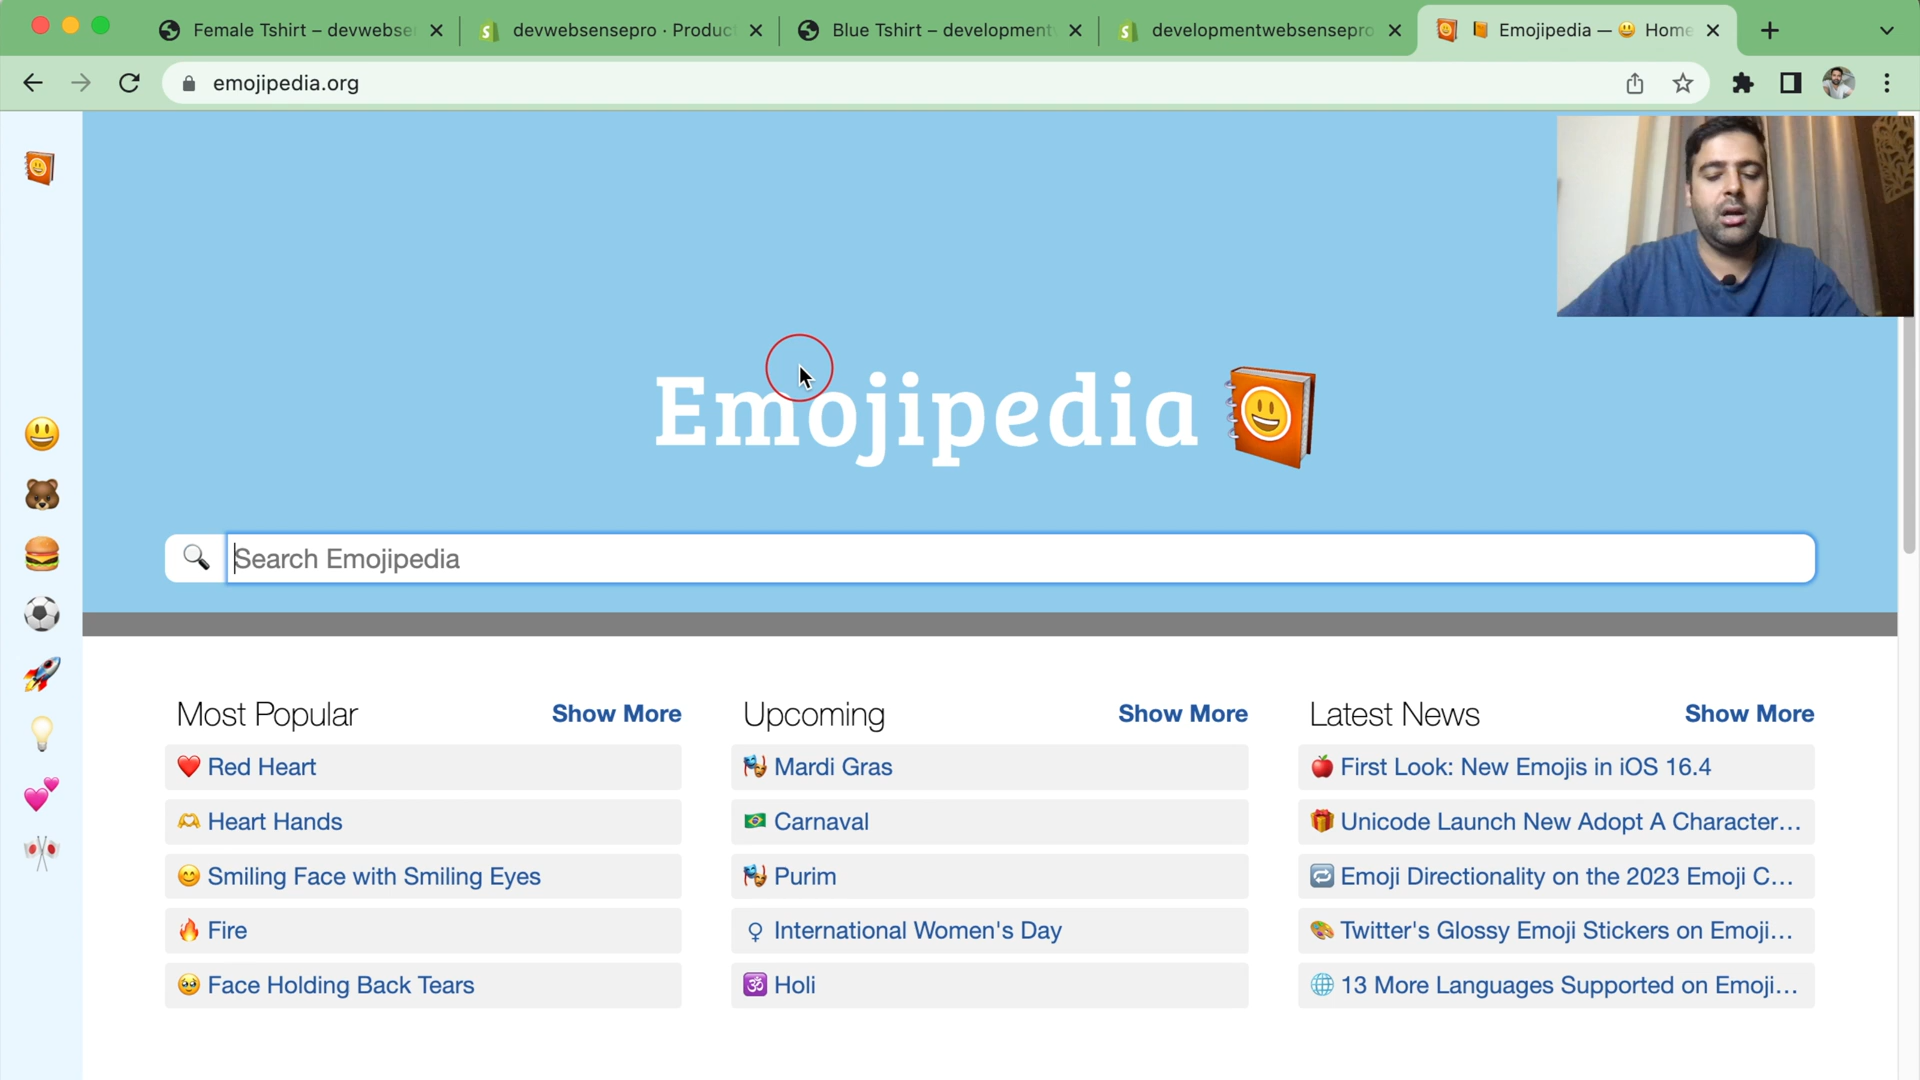 Female Tshirt – devwebse
devwebsensepro · Produc
Blue Tshirt – development
developmentwebsensepro
Emojipedia — 😃 Home
emojipedia.org
Emojipedia
Search Emojipedia
Most Popular
Show More
Red Heart
Heart Hands
Smiling Face with Smiling Eyes
Fire
Face Holding Back Tears
Upcoming
Show More
Mardi Gras
Carnaval
Purim
International Women's Day
Holi
Latest News
Show More
First Look: New Emojis in iOS 16.4
Unicode Launch New Adopt A Character...
Emoji Directionality on the 2023 Emoji C...
Twitter's Glossy Emoji Stickers on Emoji...
13 More Languages Supported on Emoji...